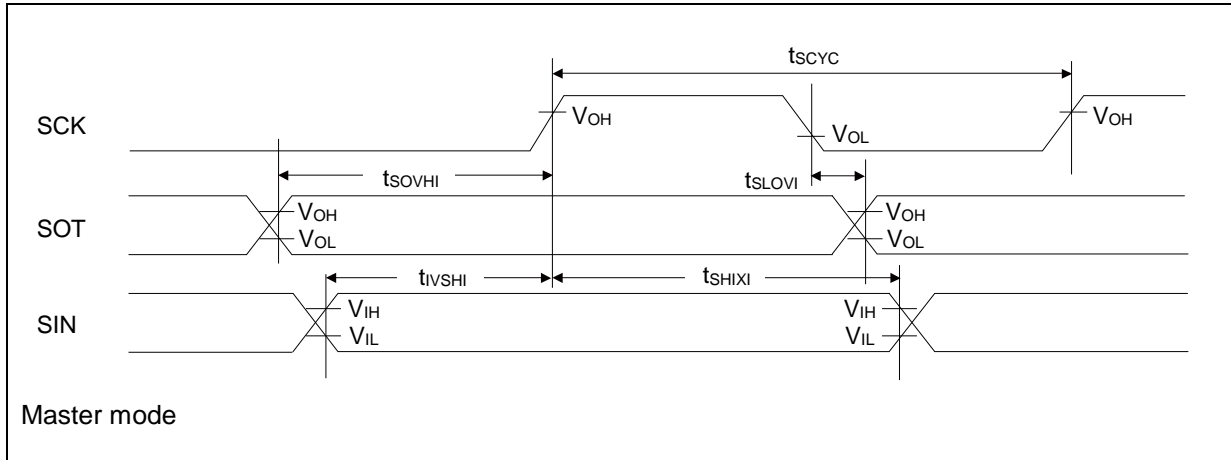 tSCYC
SCK
VOH
VOL
VOH
tSOVHI
tSLOVI
SOT
VOH
VOL
VOH
VOL
tIVSHI
tSHIXI
SIN
VIH
VIL
VIH
VIL
Master mode